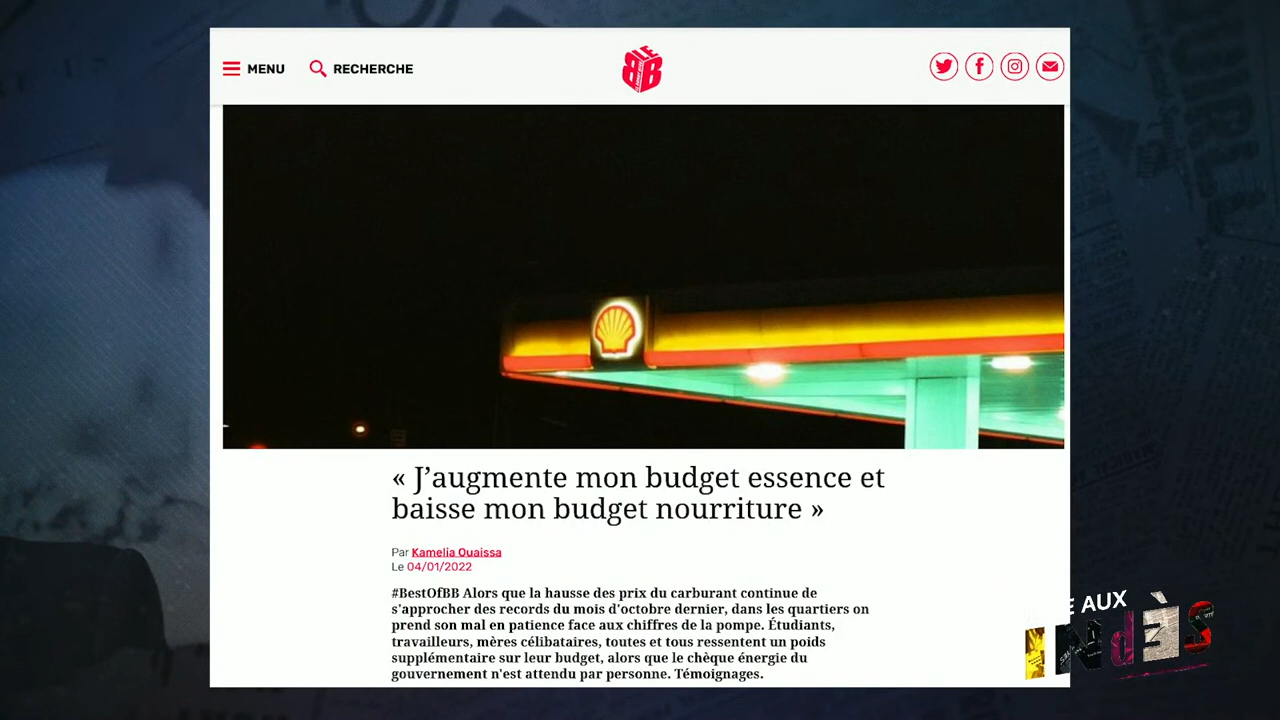 MENU
RECHERCHE
LE
BB
« J’augmente mon budget essence et
baisse mon budget nourriture »
Par Kamelia Ouaissa
Le 04/01/2022
#BestOfBB Alors que la hausse des prix du carburant continue de
s'approcher des records du mois d'octobre dernier, dans les quartiers on
prend son mal en patience face aux chiffres de la pompe. Étudiants,
travailleurs, mères célibataires, toutes et tous ressentent un poids
supplémentaire sur leur budget, alors que le chèque énergie du
gouvernement n'est attendu par personne. Témoignages.
AUX
INDÈS